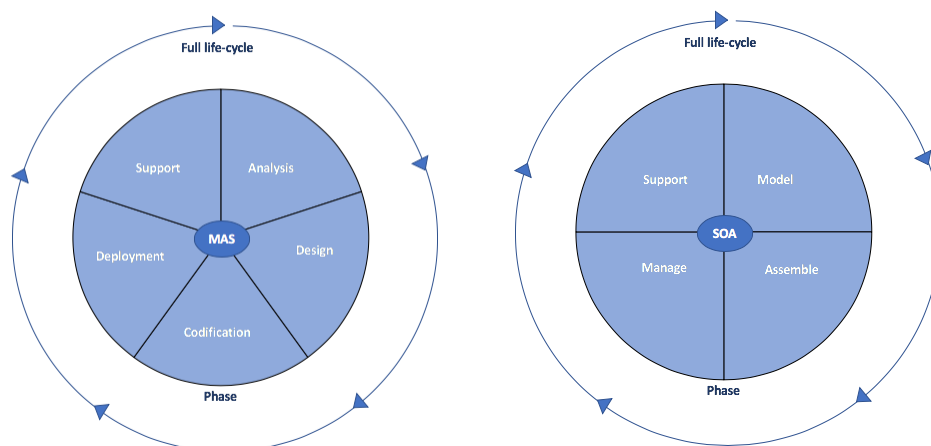 Full life-cycle
Support
Analysis
MAS
Deployment
Design
Codification
Phase
Full life-cycle
Support
Model
SOA
Manage
Assemble
Phase